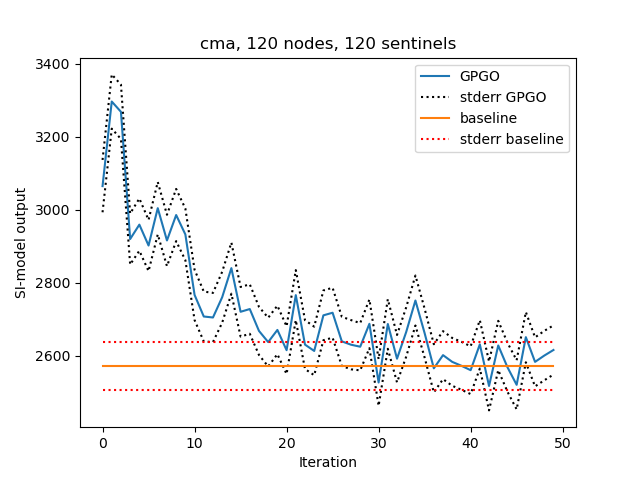 cma, 120 nodes, 120 sentinels
3400
3200
3000
2800
2600
SI-model output
GPGO
stderr GPGO
baseline
stderr baseline
0
10
20
30
40
50
Iteration